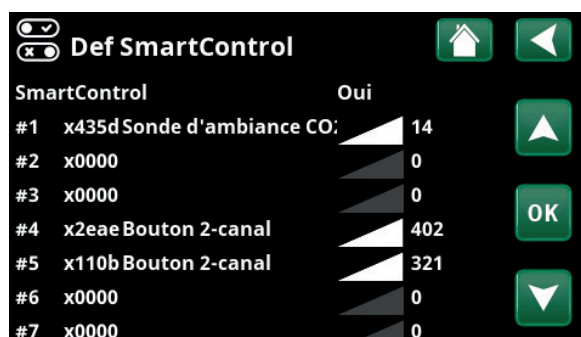 Def SmartControl
SmartControl Oui
#1 x435d Sonde d'ambiance CO2 14
#2 x0000 0
#3 x0000 0
#4 x2eae Bouton 2-canal 402
OK
#5 x110b Bouton 2-canal 321
#6 x0000 0
#7 x0000 0